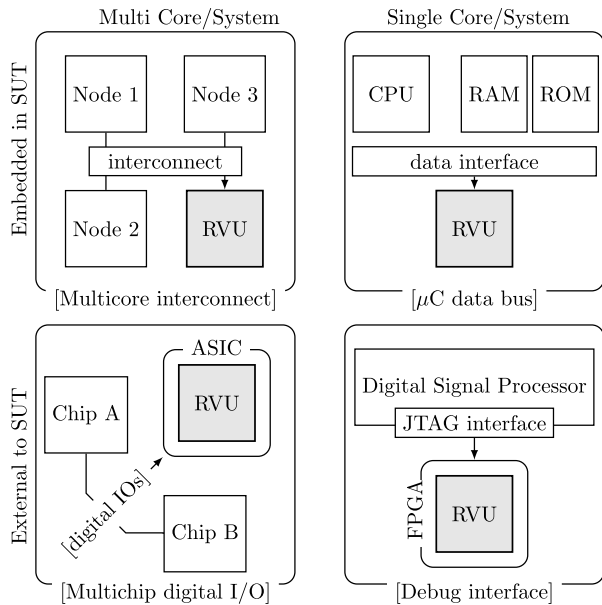 Multi Core/System
Single Core/System
Embedded in SUT
Node 1
Node 3
interconnect
Node 2
RVU
[Multicore interconnect]
CPU
RAM
ROM
data interface
RVU
[μC data bus]
External to SUT
ASIC
RVU
Chip A
[digital IOs]
Chip B
[Multichip digital I/O]
Digital Signal Processor
JTAG interface
FPGA
RVU
[Debug interface]